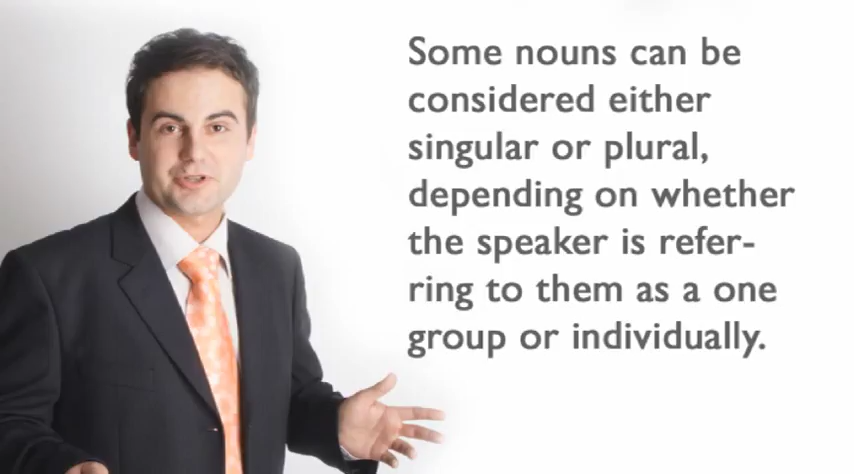 Some nouns can be
considered either
singular or plural,
depending on whether
the speaker is refer-
ring to them as a one
group or individually.